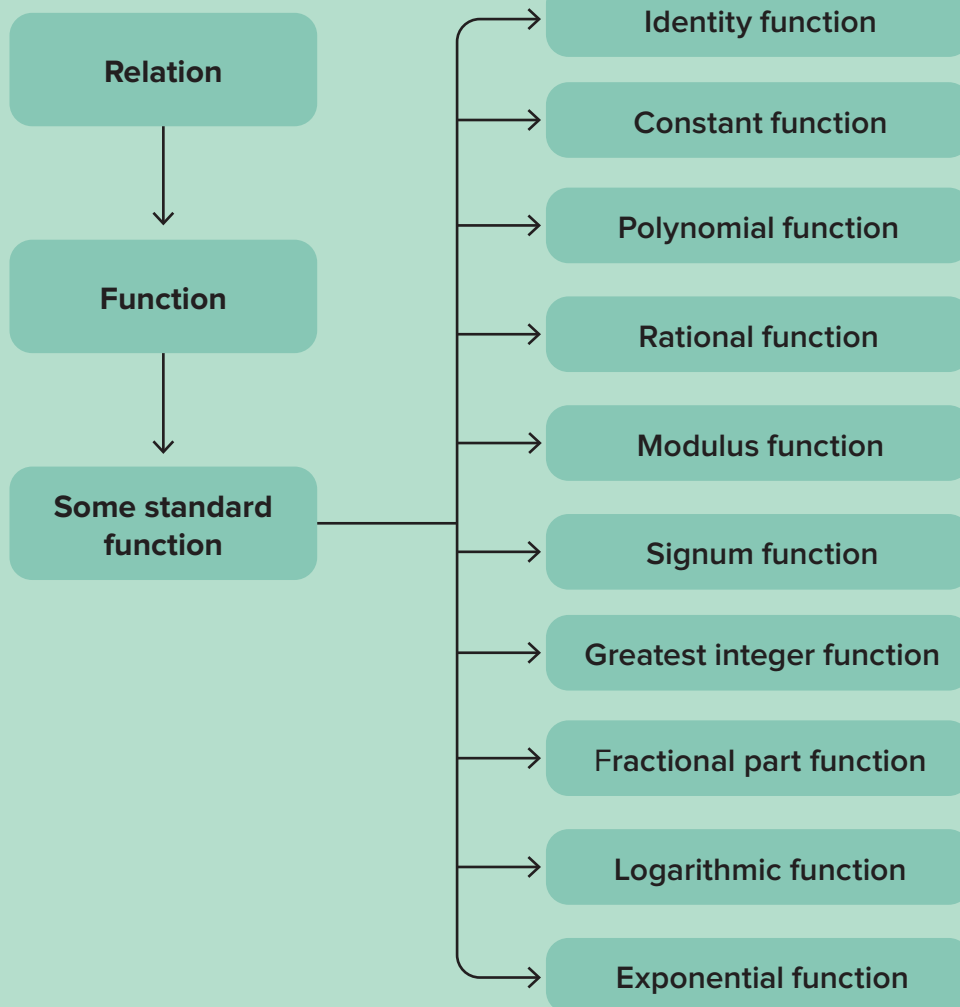 Relation
Function
Some standard
function
Identity function
Constant function
Polynomial function
Rational function
Modulus function
Signum function
Greatest integer function
Fractional part function
Logarithmic function
Exponential function